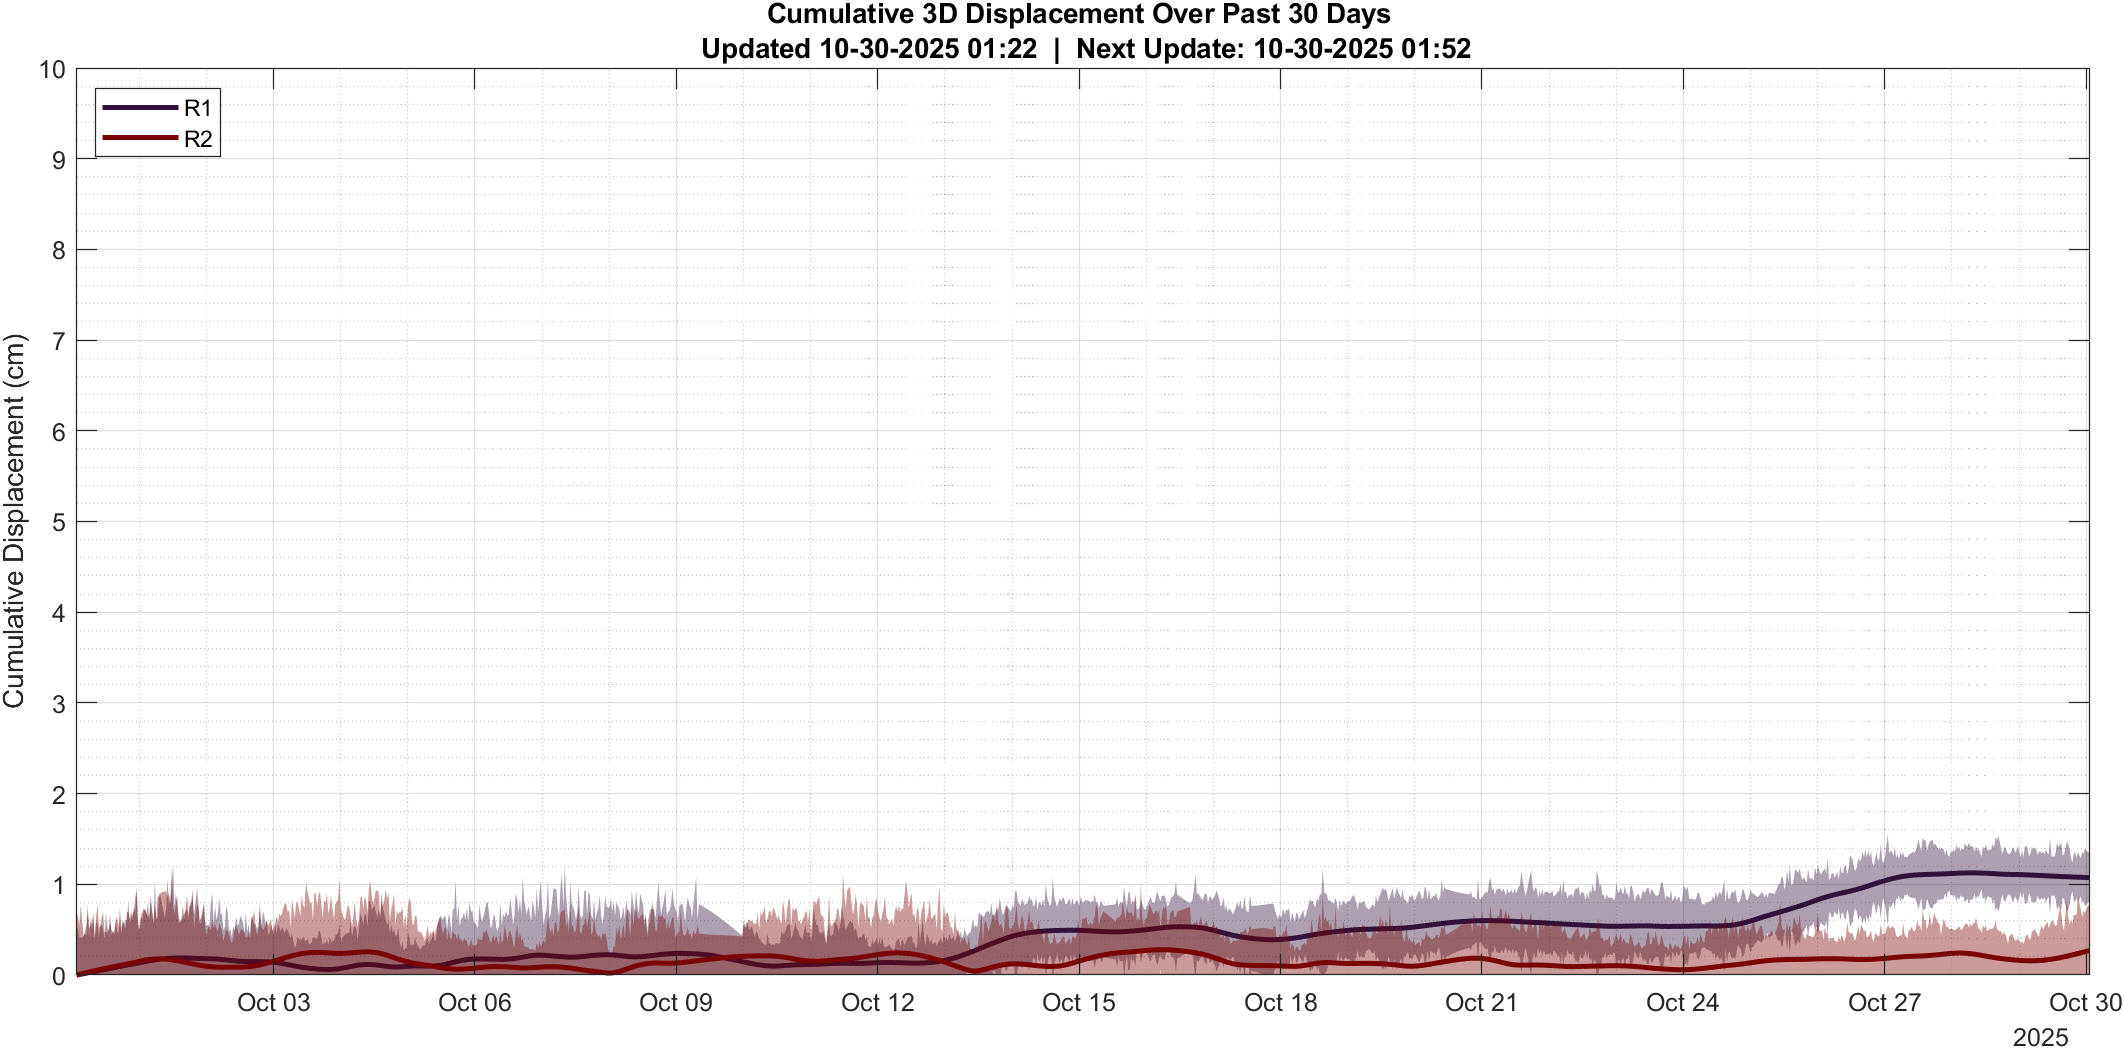 Cumulative 3D Displacement Over Past 30 Days
Updated 10-30-2025 01:22 | Next Update: 10-30-2025 01:52
Cumulative Displacement (cm)
10
9
8
7
6
5
4
3
2
1
0
R1
R2
Oct 03 Oct 06 Oct 09 Oct 12 Oct 15 Oct 18 Oct 21 Oct 24 Oct 27 Oct 30
2025